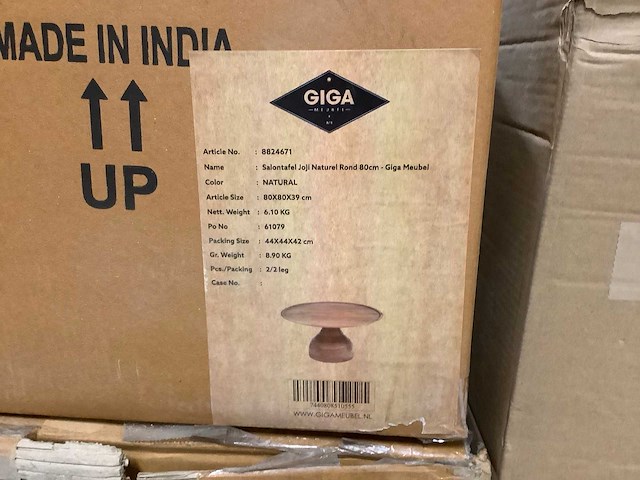 MADE IN INDIA
UP
GIGA
MEUBEL
Article No. : 8824671
Name : Salontafel Joji Naturel Rond 80cm - Giga Meubel
Color : NATURAL
Article Size : 80X80X39 cm
Nett. Weight : 6.10 KG
Po No : 61079
Packing Size : 44X44X42 cm
Gr. Weight : 8.90 KG
Pcs./Packing : 2/2 leg
Case No. :
WWW.GIGAMEUBEL.NL